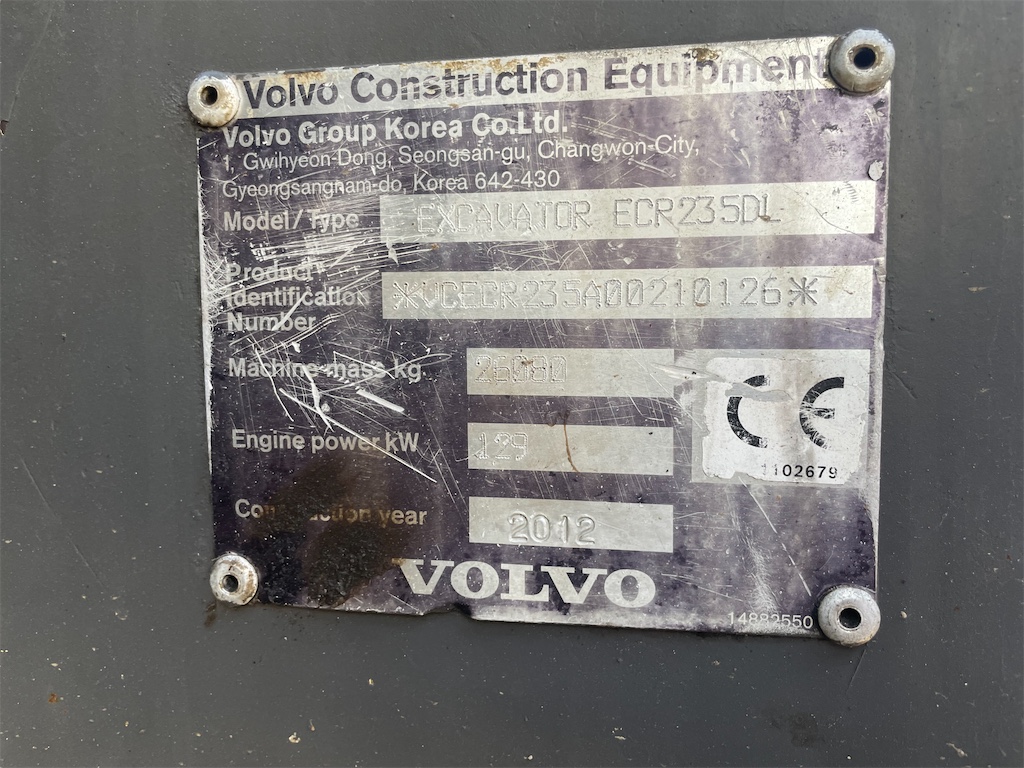 Volvo Construction Equipment
Volvo Group Korea Co.Ltd.
1, Gwihyeon-Dong, Seongsan-gu, Changwon-City,
Gyeongsangnam-do, Korea 642-430
Model/Type EXCAVATOR ECR235DL
Product
Identification *VCECR235A00210126*
Number
Machine mass kg 26080
Engine power kW 129
CE
1102679
Construction year 2012
VOLVO
14882550